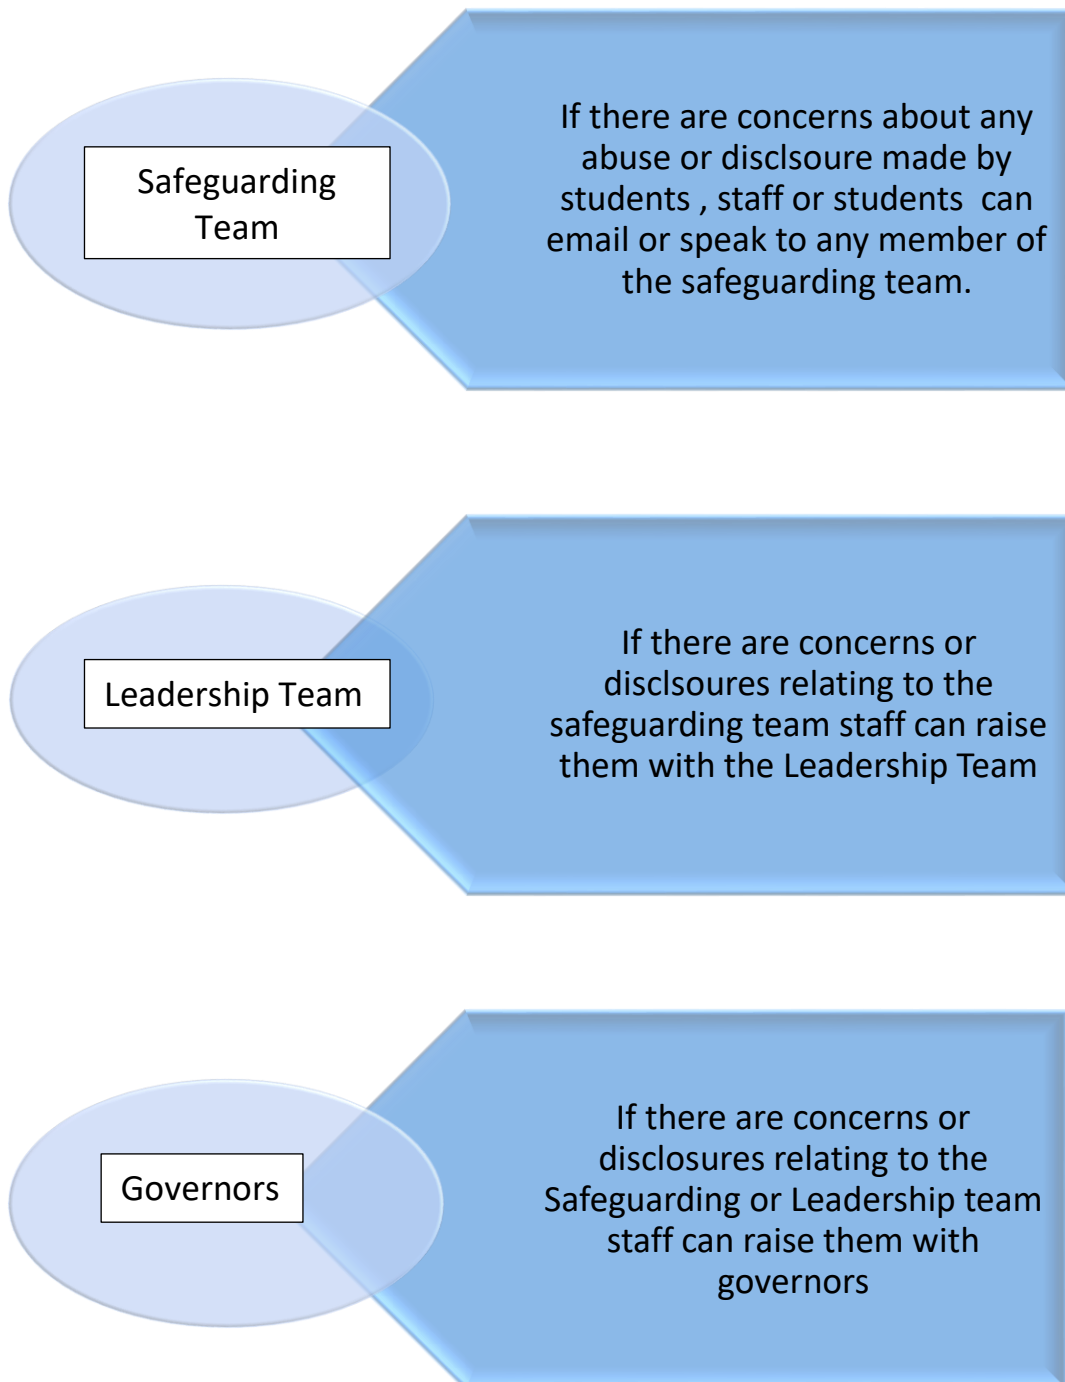 Safeguarding
Team
If there are concerns about any
abuse or disclsoure made by
students , staff or students  can
email or speak to any member of
the safeguarding team.
Leadership Team
If there are concerns or
disclsoures relating to the
safeguarding team staff can raise
them with the Leadership Team
Governors
If there are concerns or
disclosures relating to the
Safeguarding or Leadership team
staff can raise them with
governors